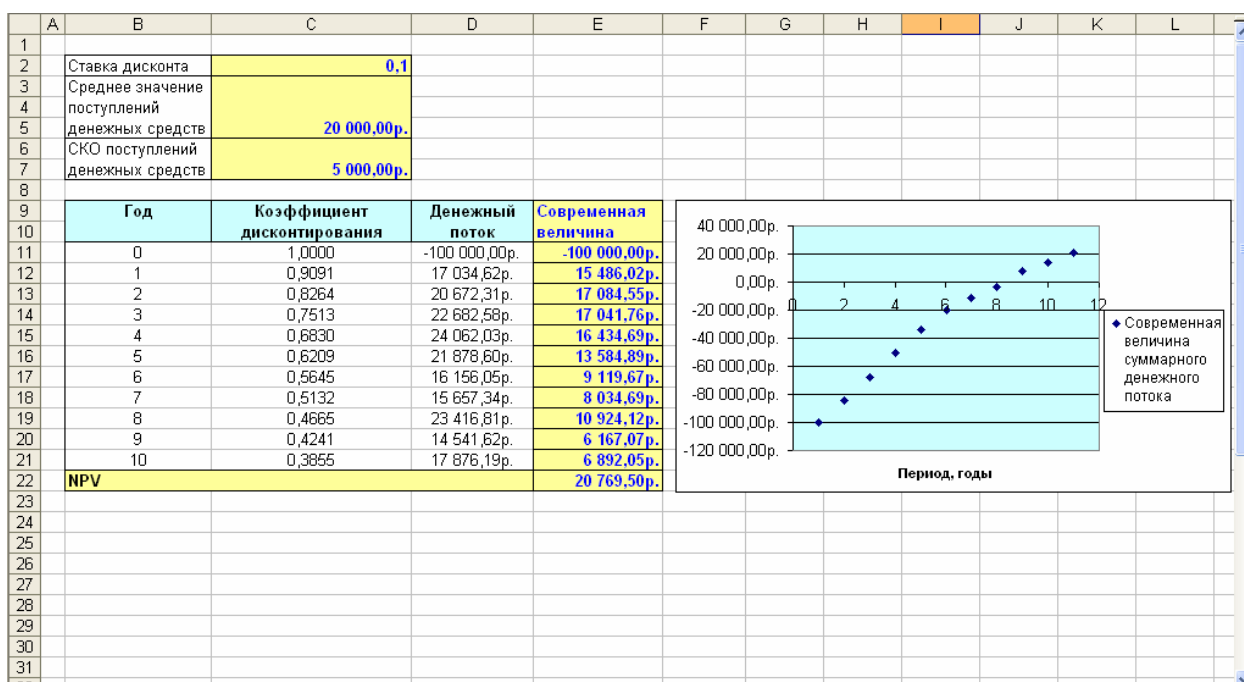 A B C D E F G H I J K L
1
2 Ставка дисконта 0,1
3 Среднее значение
4 поступлений
5 денежных средств 20 000,00р.
6 СКО поступлений
7 денежных средств 5 000,00р.
8
9 Год Коэффициент Денежный Современная
10 дисконтирования поток величина
11 0 1,0000 -100 000,00р. -100 000,00р.
12 1 0,9091 17 034,62р. 15 486,02р.
13 2 0,8264 20 672,31р. 17 084,55р.
14 3 0,7513 22 682,58р. 17 041,76р.
15 4 0,6830 24 062,03р. 16 434,69р.
16 5 0,6209 21 878,60р. 13 584,89р.
17 6 0,5645 16 156,05р. 9 119,67р.
18 7 0,5132 15 657,34р. 8 034,69р.
19 8 0,4665 23 416,81р. 10 924,12р.
20 9 0,4241 14 541,62р. 6 167,07р.
21 10 0,3855 17 876,19р. 6 892,05р.
22 NPV 20 769,50р.
23
24
25
26
27
28
29
30
31
40 000,00р.
20 000,00р.
0,00р.
-20 000,00р.
-40 000,00р.
-60 000,00р.
-80 000,00р.
-100 000,00р.
-120 000,00р.
0 2 4 6 8 10 12
Период, годы
Современная
величина
суммарного
денежного
потока